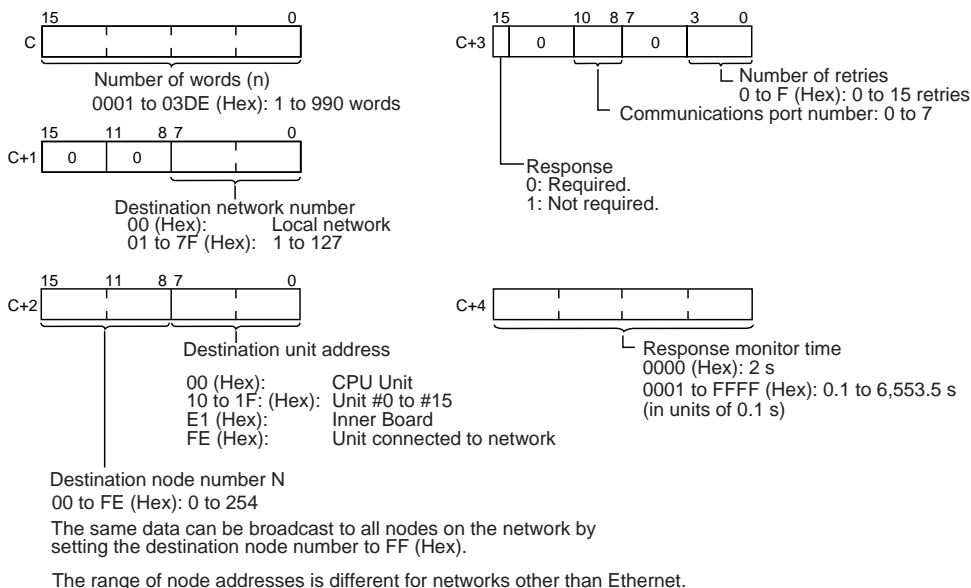 15 0
C
Number of words (n)
0001 to 03DE (Hex): 1 to 990 words
15 11 8 7 0
C+1 0 0
Destination network number
00 (Hex): Local network
01 to 7F (Hex): 1 to 127
15 11 8 7 0
C+2
Destination unit address
00 (Hex): CPU Unit
10 to 1F: (Hex): Unit #0 to #15
E1 (Hex): Inner Board
FE (Hex): Unit connected to network
Destination node number N
00 to FE (Hex): 0 to 254
The same data can be broadcast to all nodes on the network by
setting the destination node number to FF (Hex).
The range of node addresses is different for networks other than Ethernet.
15 10 8 7 3 0
C+3 0 0
Number of retries
0 to F (Hex): 0 to 15 retries
Communications port number: 0 to 7
Response
0: Required.
1: Not required.
C+4
Response monitor time
0000 (Hex): 2 s
0001 to FFFF (Hex): 0.1 to 6,553.5 s
(in units of 0.1 s)